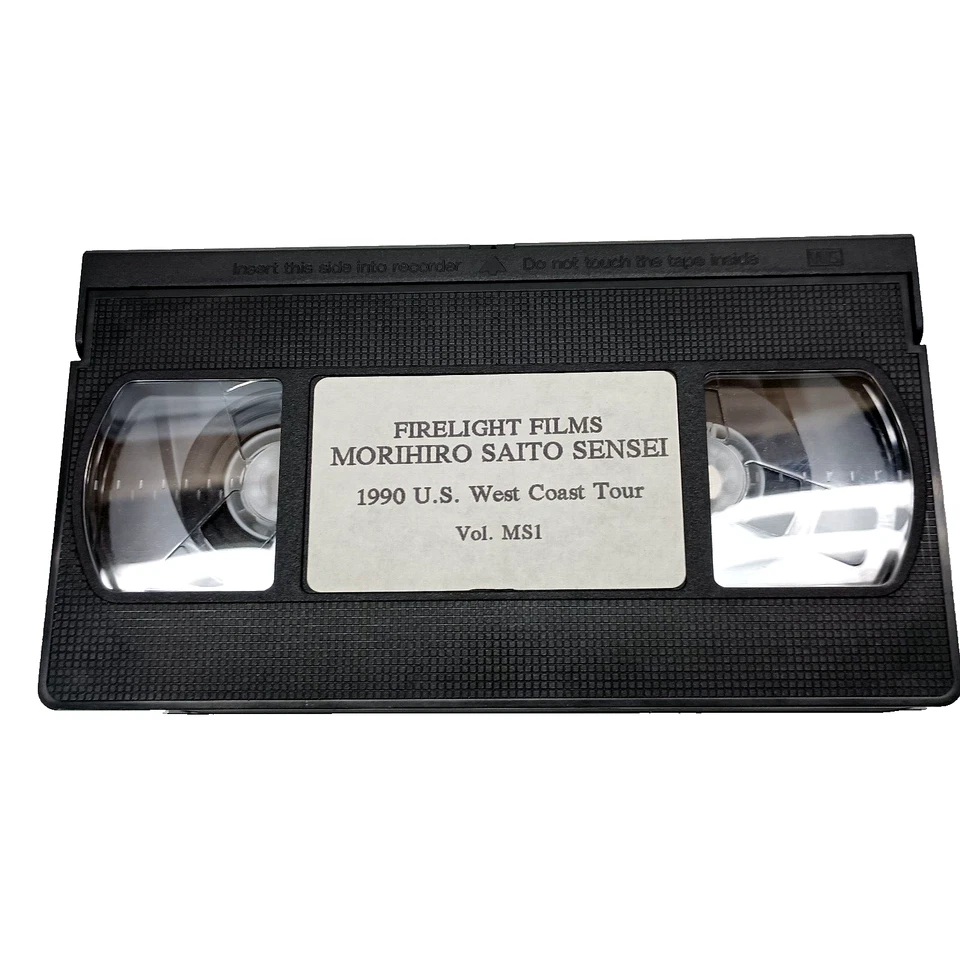 Insert this side into recorder Do not touch the tape inside VHS
FIRELIGHT FILMS
MORIHIRO SAITO SENSEI
1990 U.S. West Coast Tour
Vol. MS1